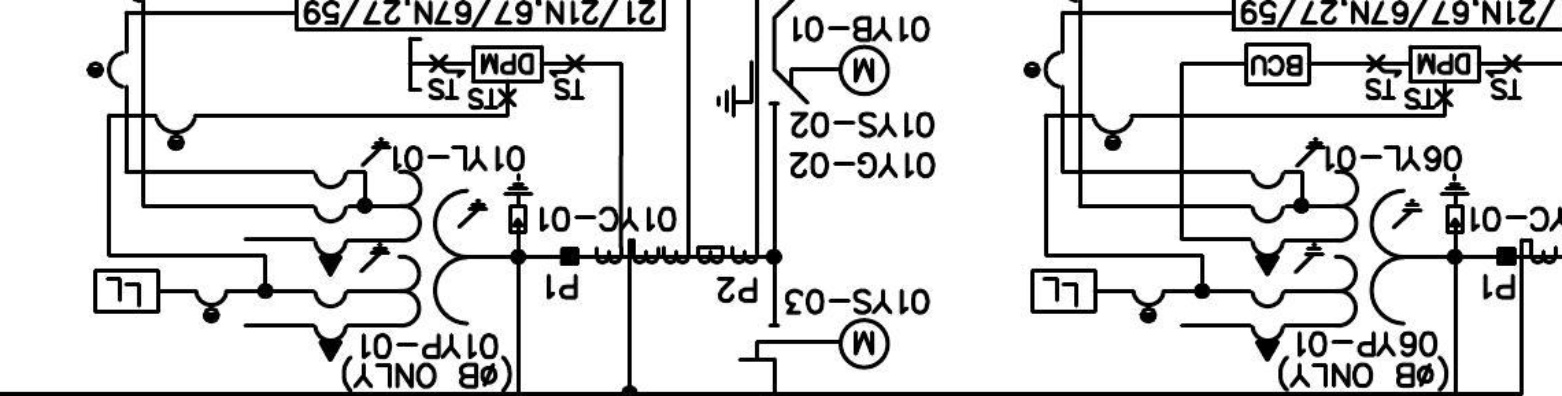 (ØB ONLY)
(ØB ONLY)
06YP-01
M
01YP-01
01YS-03
P1
LL
P2
P1
LL
YC-01
01YC-01
06YL-01
01YG-02
01YL-01
01YS-02
TS
TS
TS
TS
TS
TS
DPM
BCU
M
DPM
01YB-01
/21N,67/67N,27/59
21/21N,67/67N,27/59